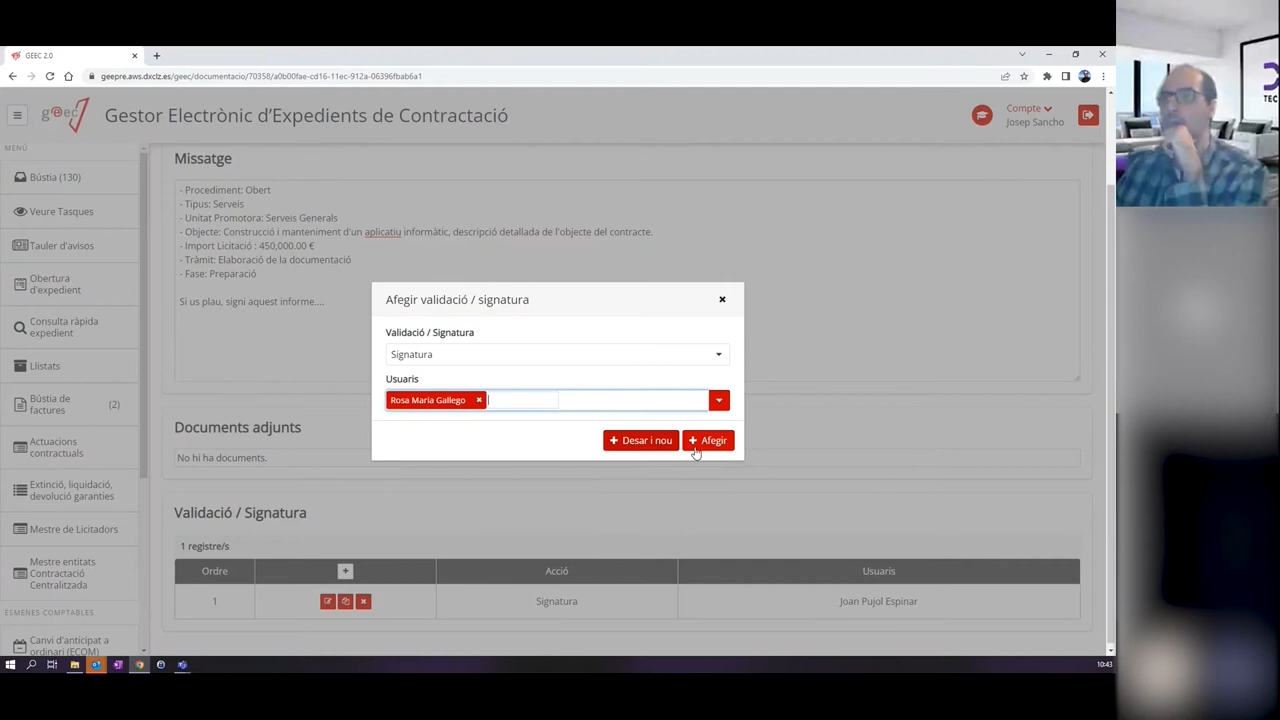 GEEC 2.0
geepre.aws.dxclz.es/geec/documentacio/70358/a0b00fae-cd16-11ec-912a-06396fbab6a1
geec
Gestor Electrònic d'Expedients de Contractació
Compte
Josep Sancho
MENÚ
Bústia (130)
Veure Tasques
Tauler d'avisos
Obertura
d'expedient
Consulta ràpida
expedient
Llistats
Bústia de
factures
(2)
Actuacions
contractuals
Extinció, liquidació,
devolució garanties
Mestre de Licitadors
Mestre entitats
Contractació
Centralitzada
ESMENES COMPTABLES
Canvi d'anticipat a
ordinari (ECOM)
Missatge
- Procediment: Obert
- Tipus: Serveis
- Unitat Promotora: Serveis Generals
- Objecte: Construcció i manteniment d'un aplicatiu informàtic, descripció detallada de l'objecte del contracte.
- Import Licitació : 450,000.00 €
- Tràmit: Elaboració de la documentació
- Fase: Preparació
Si us plau, signi aquest informe....
Afegir validació / signatura
Validació / Signatura
Signatura
Usuaris
Rosa Maria Gallego
Desar i nou
Afegir
Documents adjunts
No hi ha documents.
Validació / Signatura
1 registre/s
Ordre
Acció
Usuaris
1
Signatura
Joan Pujol Espinar
10:43
TEC